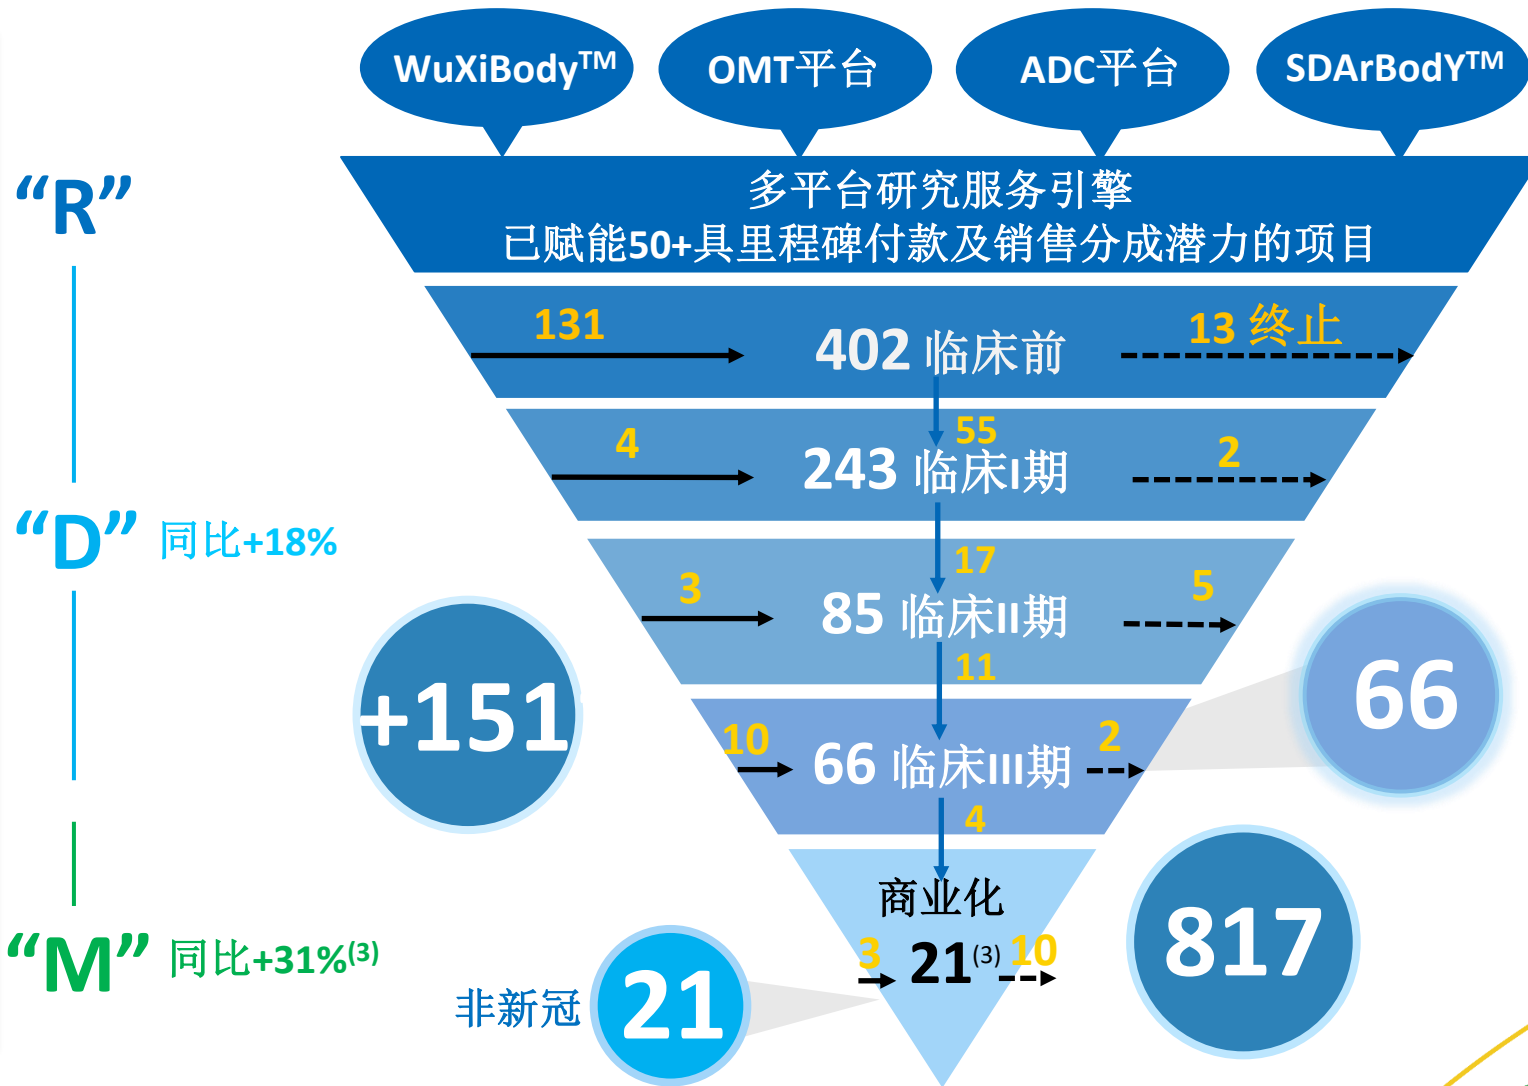 WuXiBody™
OMT平台
ADC平台
SDArBodY™
“R”
多平台研究服务引擎
已赋能50+具里程碑付款及销售分成潜力的项目
131
402 临床前
13 终止
55
4
243 临床I期
2
“D” 同比+18%
17
3
85 临床II期
5
11
+151
66
10
66 临床III期
2
4
商业化
817
“M” 同比+31%(3)
3
21(3)
10
非新冠
21